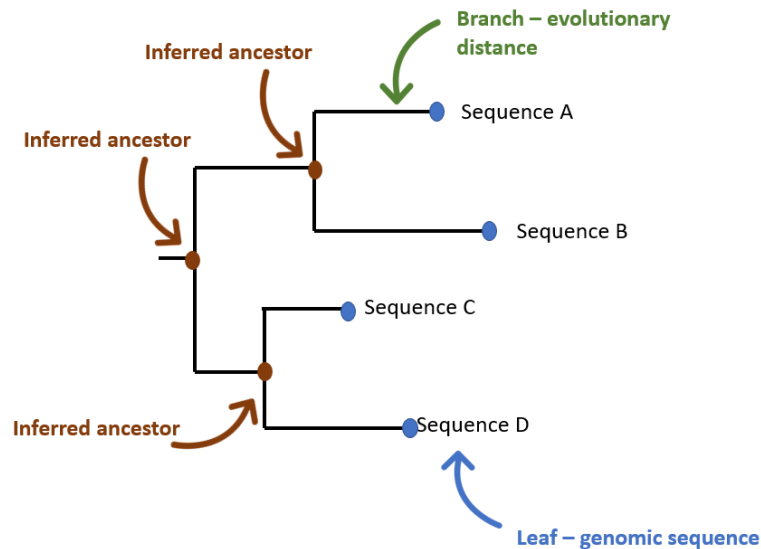 Branch – evolutionary
distance
Inferred ancestor
Sequence A
Inferred ancestor
Sequence B
Sequence C
Sequence D
Inferred ancestor
Leaf – genomic sequence